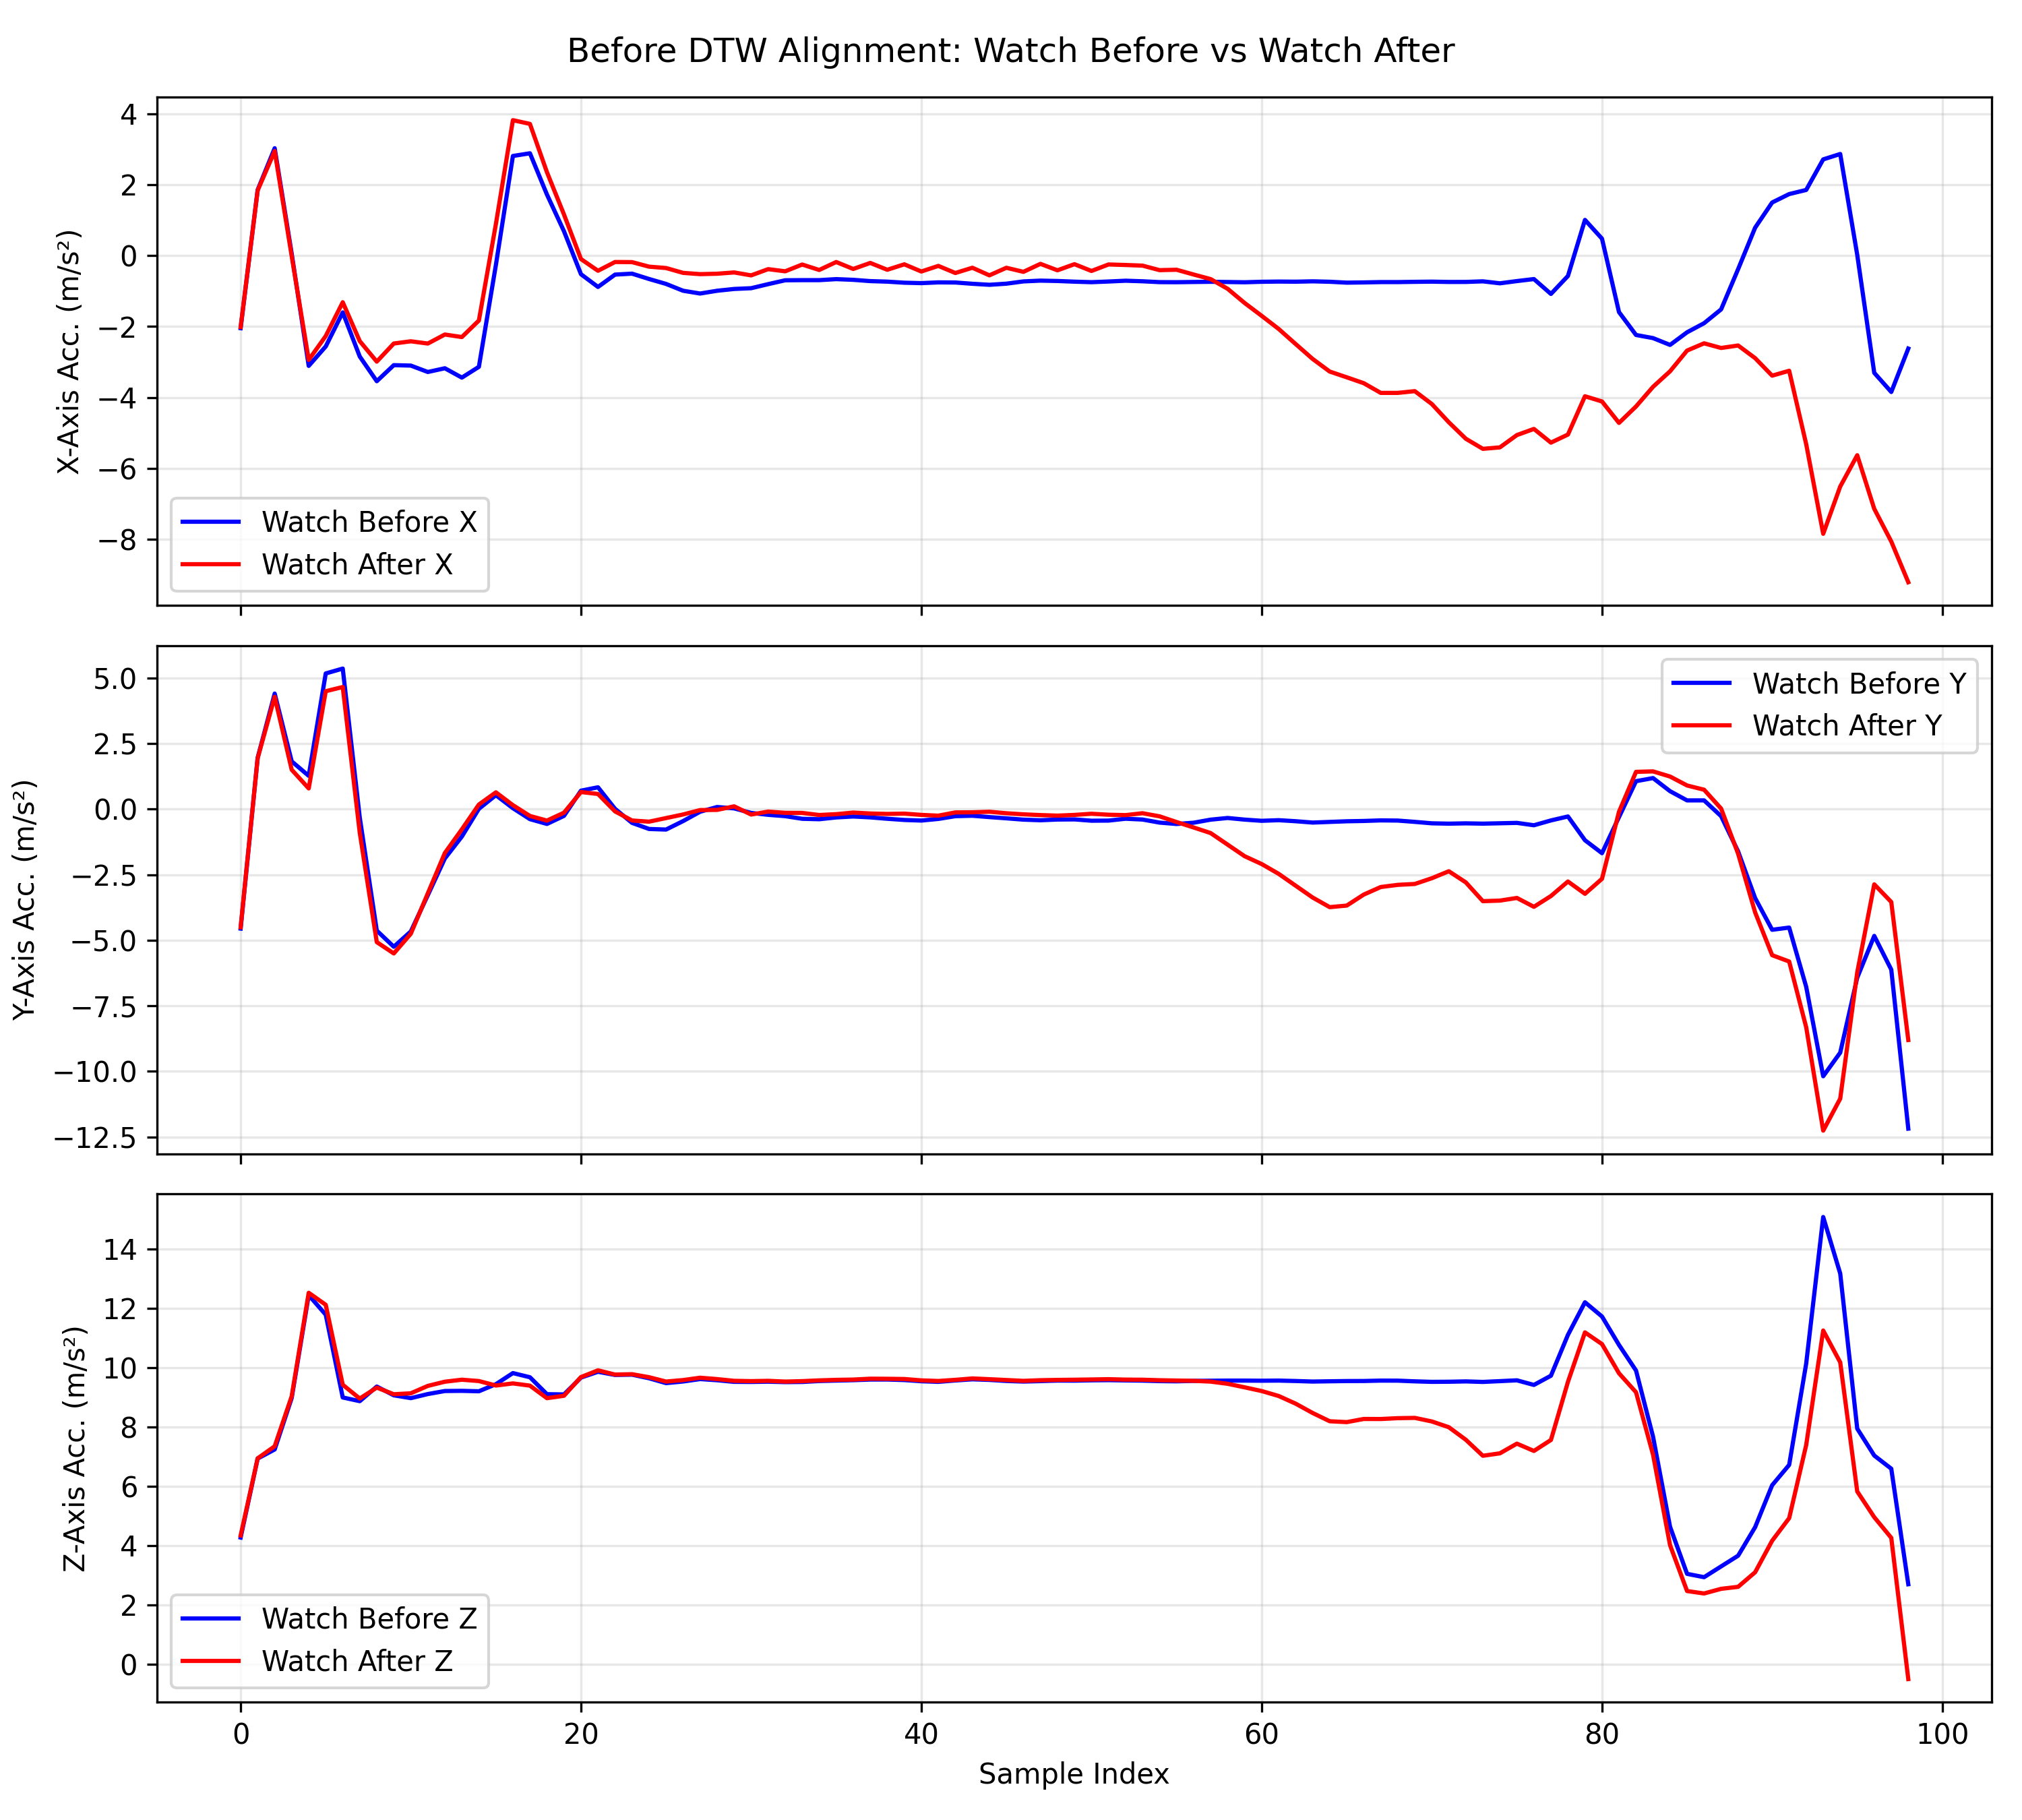 Before DTW Alignment: Watch Before vs Watch After
X-Axis Acc. (m/s²)
4
2
0
−2
−4
−6
−8
Watch Before X
Watch After X
Y-Axis Acc. (m/s²)
5.0
2.5
0.0
−2.5
−5.0
−7.5
−10.0
−12.5
Watch Before Y
Watch After Y
Z-Axis Acc. (m/s²)
14
12
10
8
6
4
2
0
Watch Before Z
Watch After Z
0 20 40 60 80 100
Sample Index